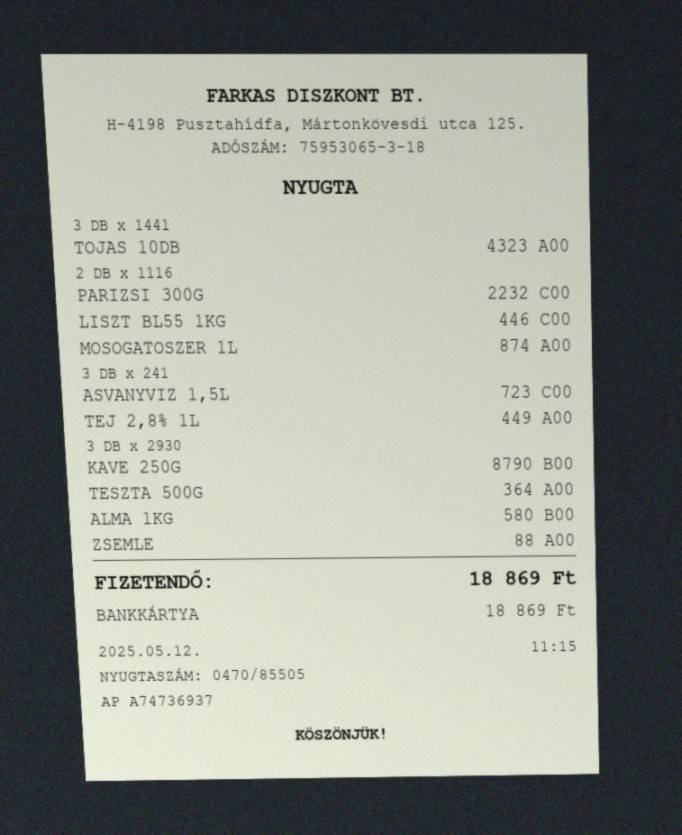 FARKAS DISZKONT BT.
H-4198 Pusztahídfa, Mártonkövesdi utca 125.
ADÓSZÁM: 75953065-3-18
NYUGTA
3 DB x 1441
TOJAS 10DB 4323 A00
2 DB x 1116
PARIZSI 300G 2232 C00
LISZT BL55 1KG 446 C00
MOSOGATOSZER 1L 874 A00
3 DB x 241
ASVANYVIZ 1,5L 723 C00
TEJ 2,8% 1L 449 A00
3 DB x 2930
KAVE 250G 8790 B00
TESZTA 500G 364 A00
ALMA 1KG 580 B00
ZSEMLE 88 A00
FIZETENDŐ: 18 869 Ft
BANKKÁRTYA 18 869 Ft
2025.05.12. 11:15
NYUGTASZÁM: 0470/85505
AP A74736937
KÖSZÖNJÜK!